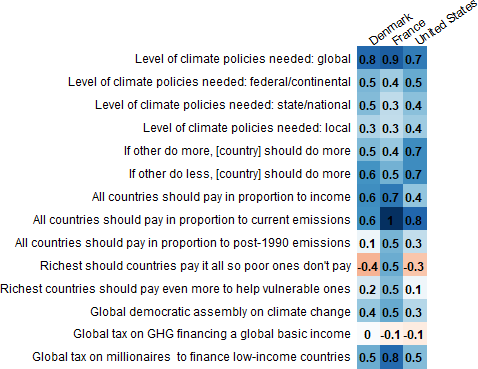 Denmark France United States
Level of climate policies needed: global 0.8 0.9 0.7
Level of climate policies needed: federal/continental 0.5 0.4 0.5
Level of climate policies needed: state/national 0.5 0.3 0.4
Level of climate policies needed: local 0.3 0.3 0.4
If other do more, [country] should do more 0.5 0.4 0.7
If other do less, [country] should do more 0.6 0.5 0.7
All countries should pay in proportion to income 0.6 0.7 0.4
All countries should pay in proportion to current emissions 0.6 1 0.8
All countries should pay in proportion to post-1990 emissions 0.1 0.5 0.3
Richest should countries pay it all so poor ones don't pay -0.4 0.5 -0.3
Richest countries should pay even more to help vulnerable ones 0.2 0.5 0.1
Global democratic assembly on climate change 0.4 0.5 0.3
Global tax on GHG financing a global basic income 0 -0.1 -0.1
Global tax on millionaires to finance low-income countries 0.5 0.8 0.5